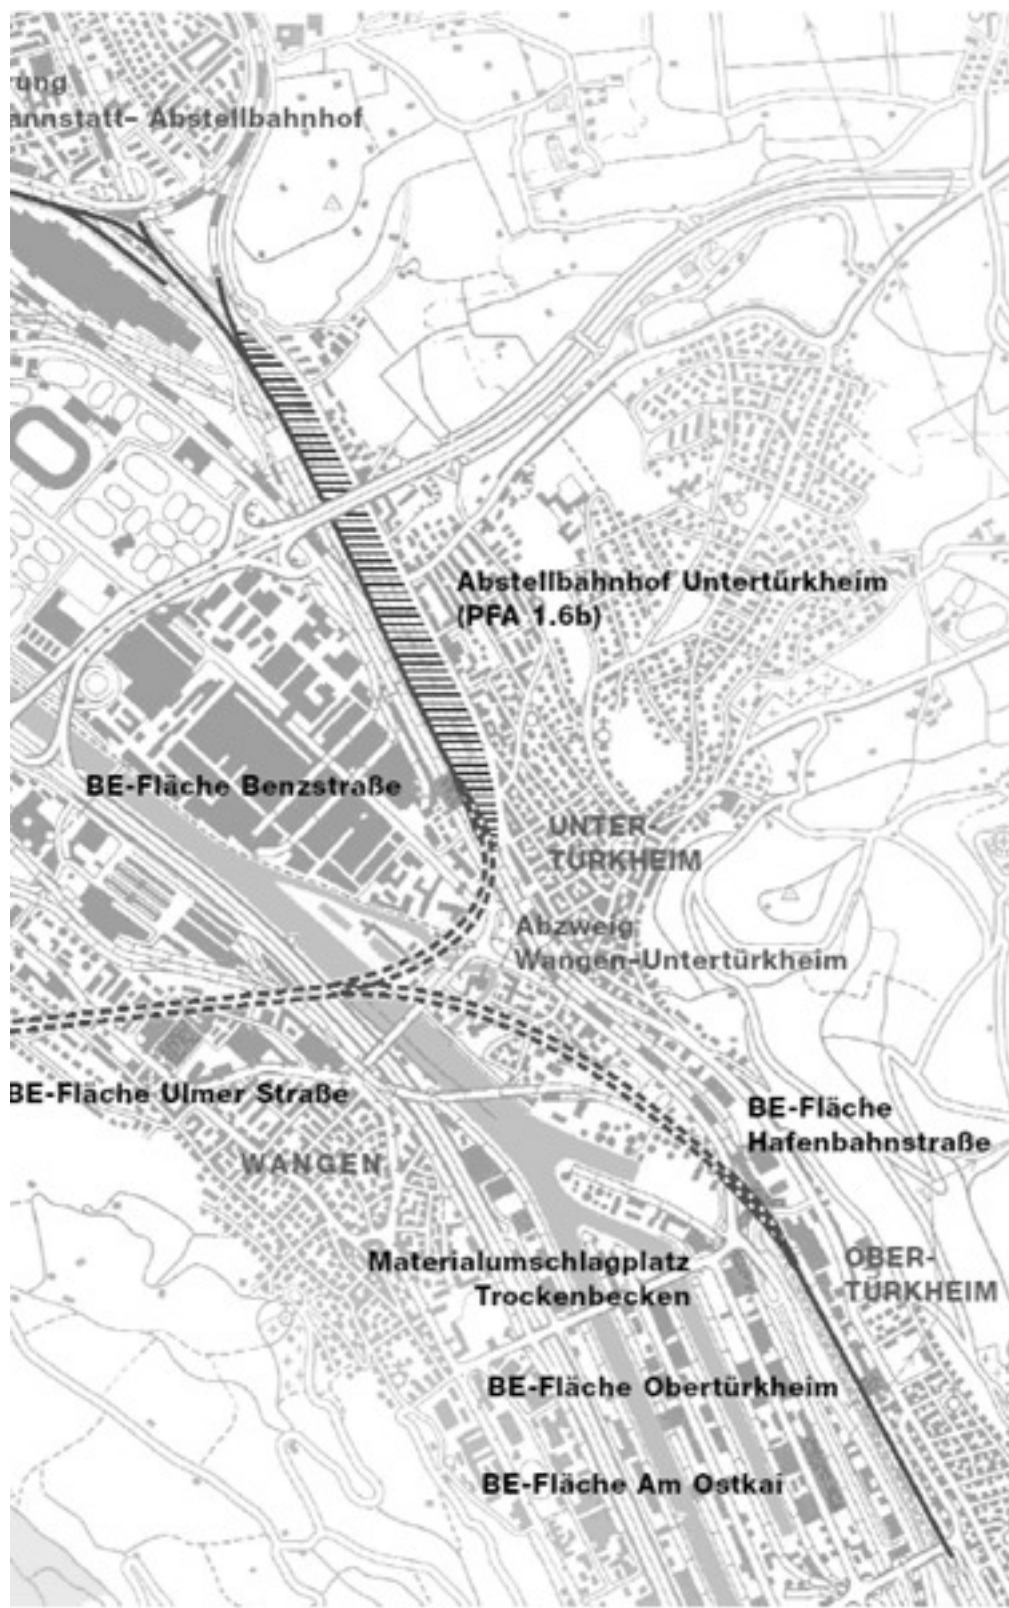 rung
annstatt- Abstellbahnhof
Abstellbahnhof Untertürkheim
(PFA 1.6b)
BE-Fläche Benzstraße
UNTER-
TÜRKHEIM
Abzweig
Wangen-Untertürkheim
BE-Fläche Ulmer Straße
BE-Fläche
Hafenbahnstraße
WANGEN
Materialumschlagplatz
Trockenbecken
OBER-
TÜRKHEIM
BE-Fläche Obertürkheim
BE-Fläche Am Ostkai